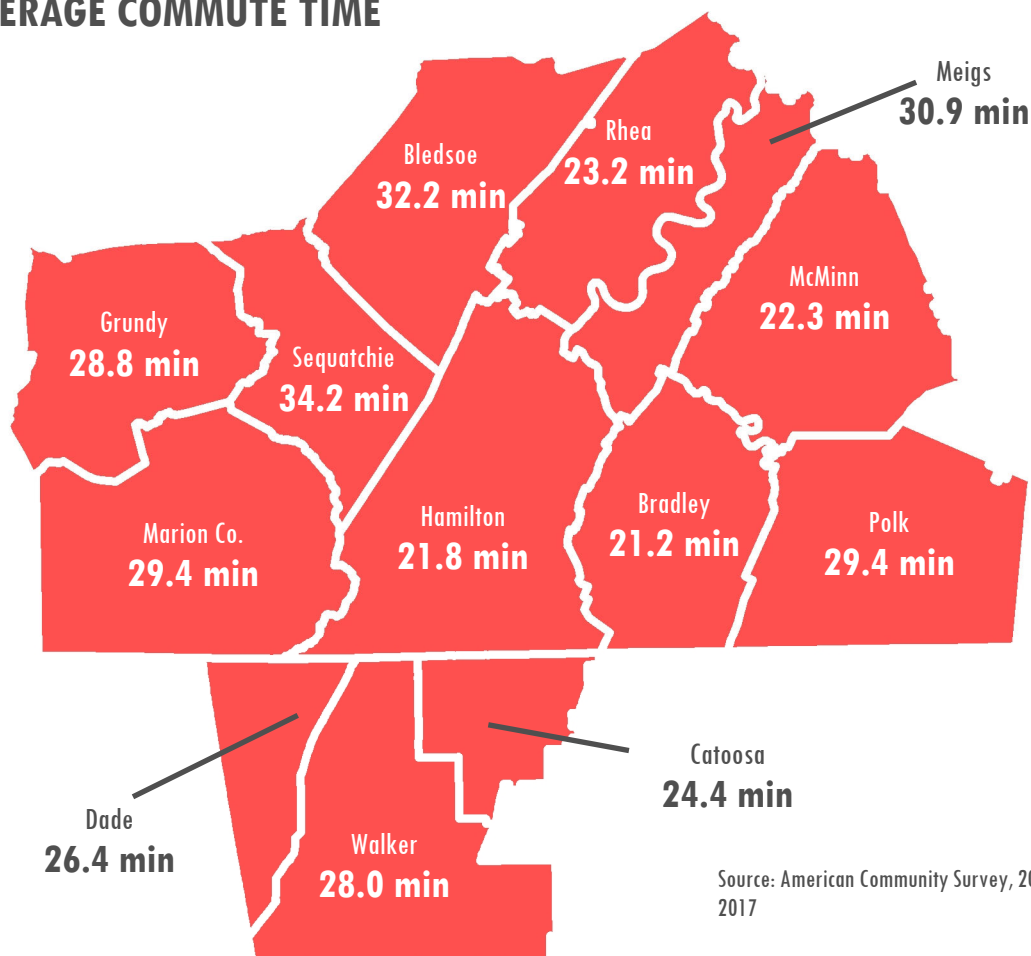 ERAGE COMMUTE TIME
Meigs
30.9 min
Rhea
23.2 min
Bledsoe
32.2 min
McMinn
22.3 min
Grundy
28.8 min
Sequatchie
34.2 min
Hamilton
21.8 min
Bradley
21.2 min
Polk
29.4 min
Marion Co.
29.4 min
Catoosa
24.4 min
Dade
26.4 min
Walker
28.0 min
Source: American Community Survey, 20
2017